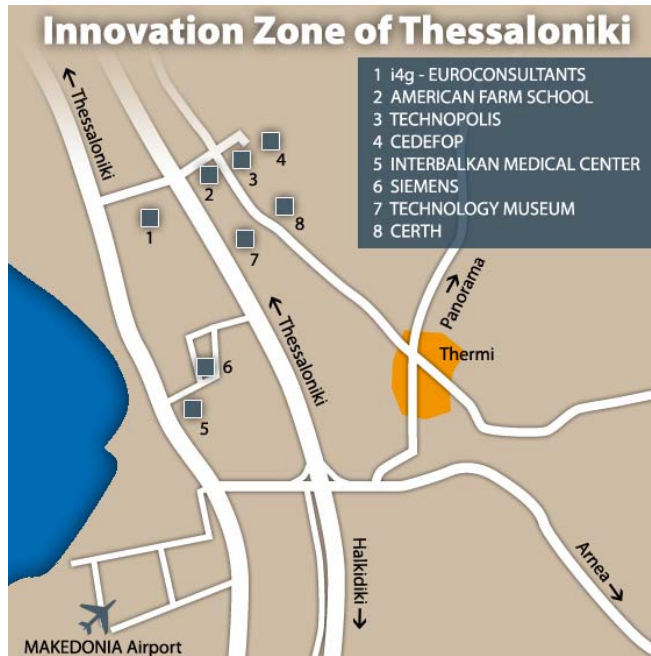 Innovation Zone of Thessaloniki
1 i4g - EUROCONSULTANTS
2 AMERICAN FARM SCHOOL
3 TECHNOPOLIS
4 CEDEFOP
5 INTERBALKAN MEDICAL CENTER
6 SIEMENS
7 TECHNOLOGY MUSEUM
8 CERTH
← Thessaloniki
4
3
2
8
1
7
Panorama →
← Thessaloniki
Thermi
6
5
Halkidiki →
Arnea →
MAKEDONIA Airport